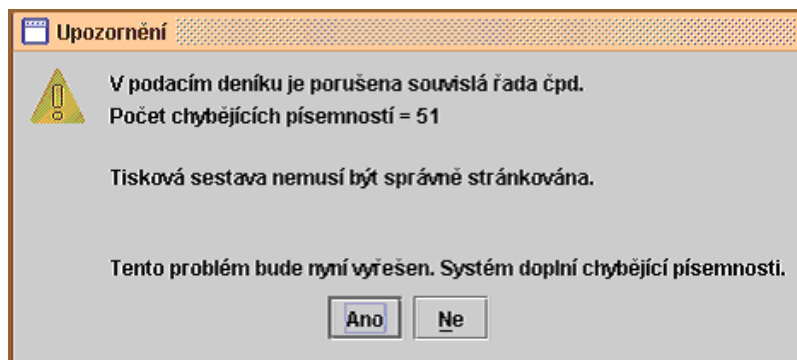 Upozornění
V podacím deníku je porušena souvislá řada čpd.
Počet chybějících písemností = 51
Tisková sestava nemusí být správně stránkována.
Tento problém bude nyní vyřešen. Systém doplní chybějící písemnosti.
Ano Ne